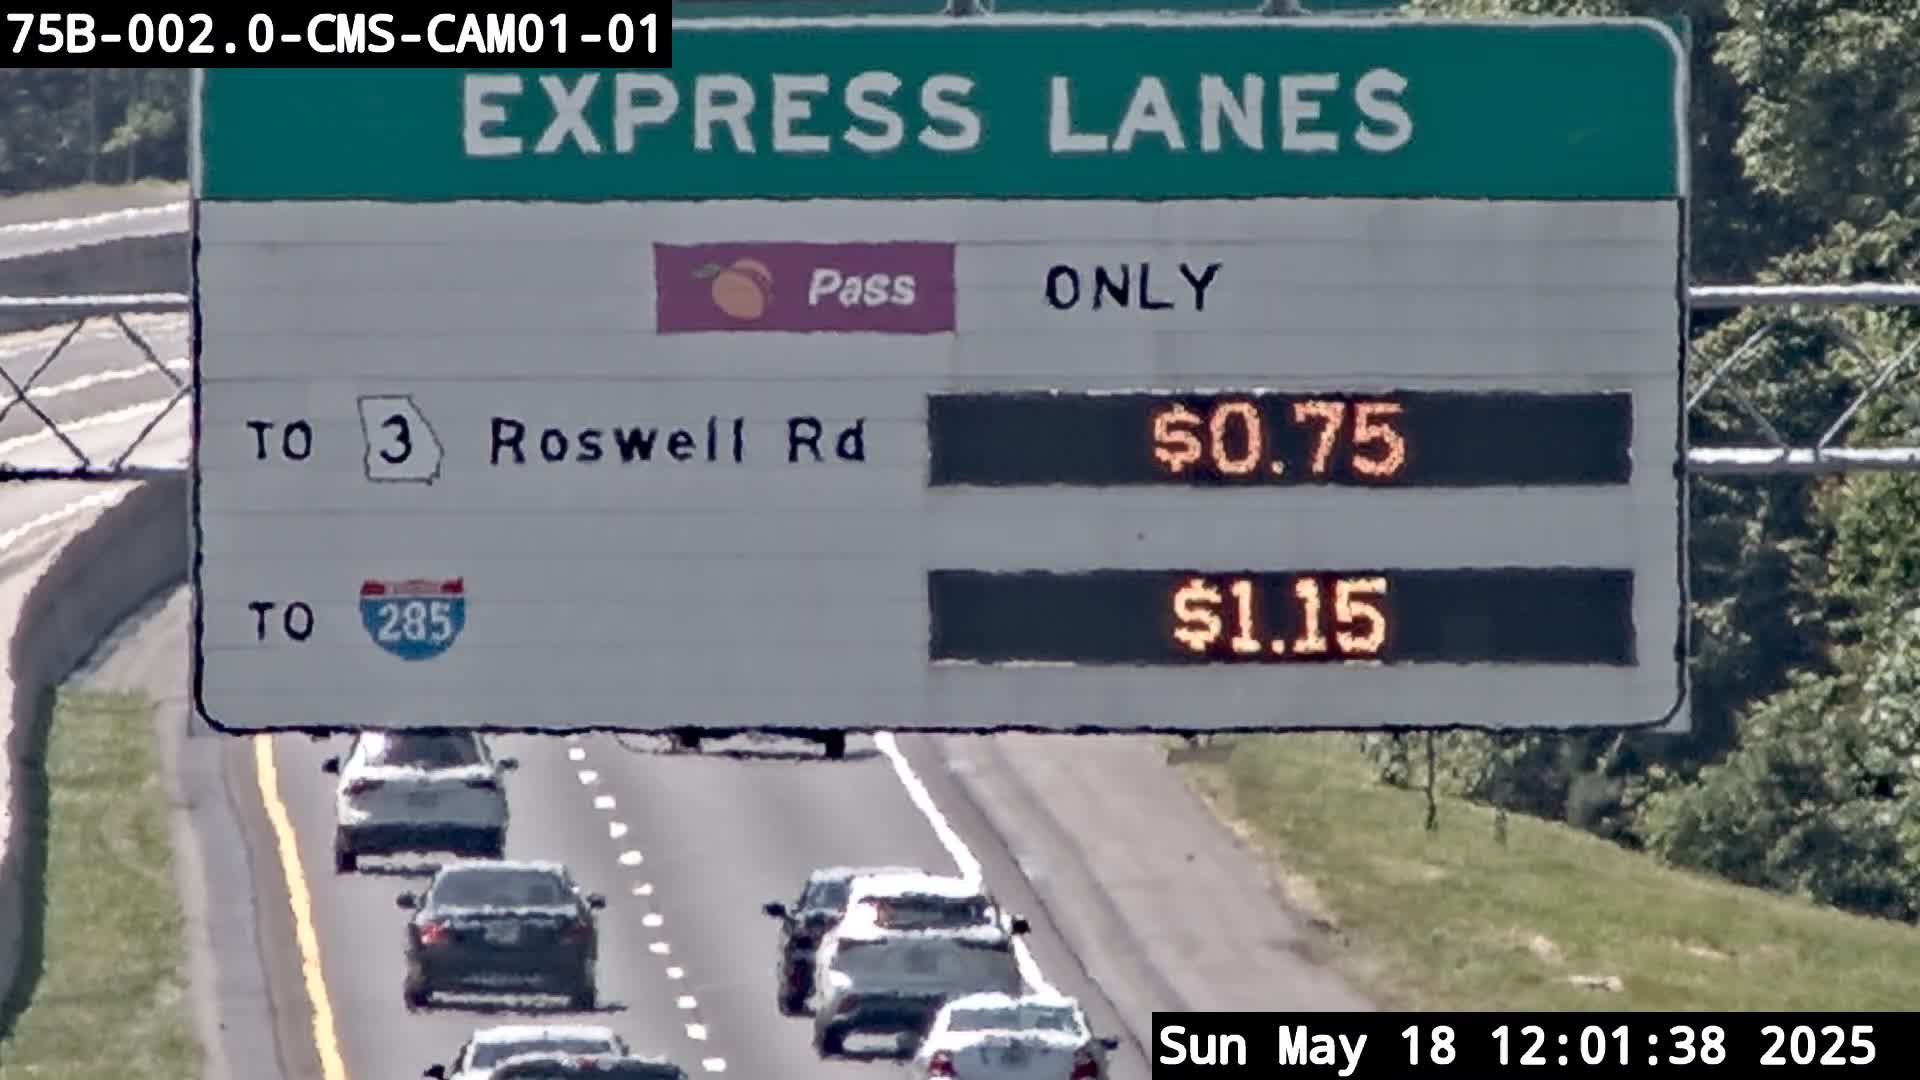 75B-002.0-CMS-CAM01-01
EXPRESS LANES
Pass ONLY
TO 3 Roswell Rd $0.75
TO 285 $1.15
Sun May 18 12:01:38 2025